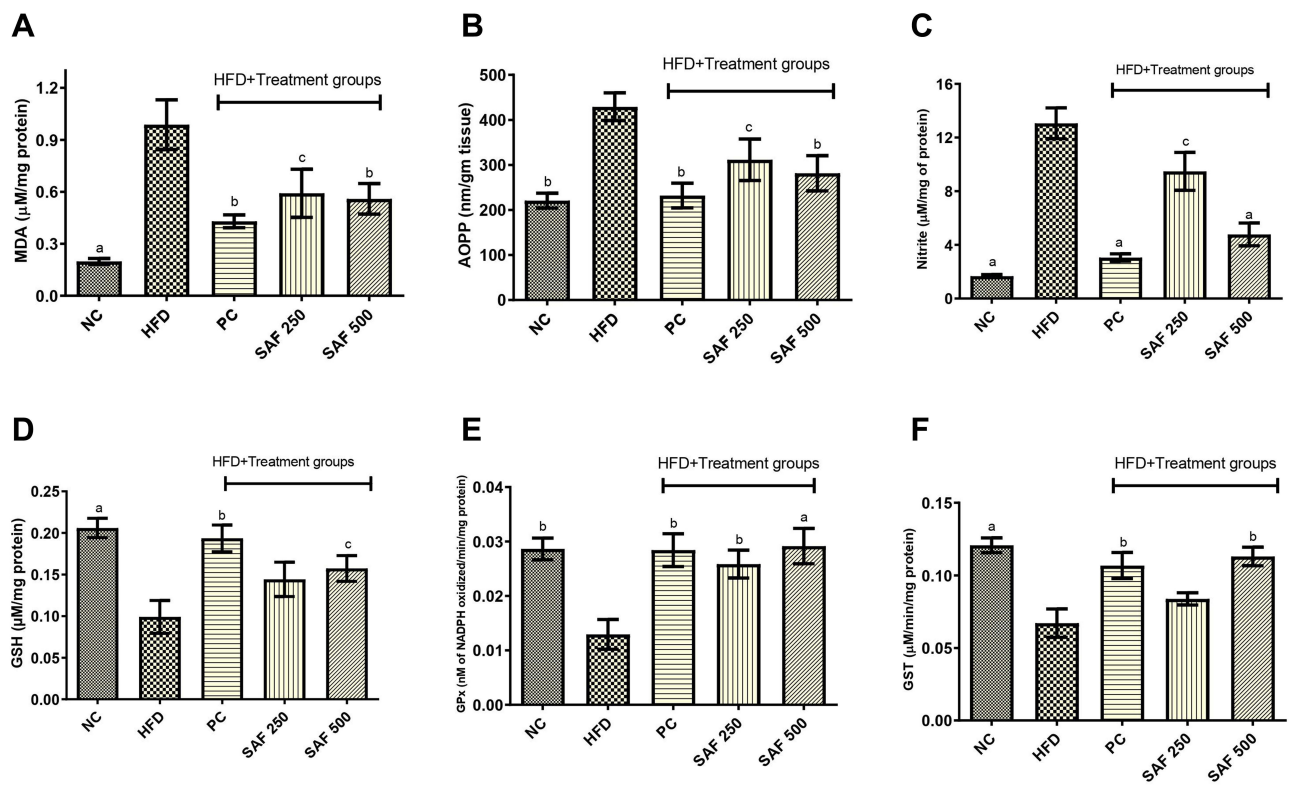 A
HFD+Treatment groups
MDA (µM/mg protein)
1.2
0.9
0.6
0.3
0.0
a
b
c
b
NC
HFD
PC
SAF 250
SAF 500
B
HFD+Treatment groups
AOPP (nm/gm tissue)
500
400
300
200
100
0
b
b
c
b
NC
HFD
PC
SAF 250
SAF 500
C
HFD+Treatment groups
Nitrite (µM/mg of protein)
16
12
8
4
0
a
a
c
a
NC
HFD
PC
SAF 250
SAF 500
D
HFD+Treatment groups
GSH (µM/mg protein)
0.25
0.20
0.15
0.10
0.05
0.00
a
b
c
NC
HFD
PC
SAF 250
SAF 500
E
HFD+Treatment groups
GPx (nM of NADPH oxidized/min/mg protein)
0.04
0.03
0.02
0.01
0.00
b
b
b
a
NC
HFD
PC
SAF 250
SAF 500
F
HFD+Treatment groups
GST (µM/min/mg protein)
0.15
0.10
0.05
0.00
a
b
b
NC
HFD
PC
SAF 250
SAF 500